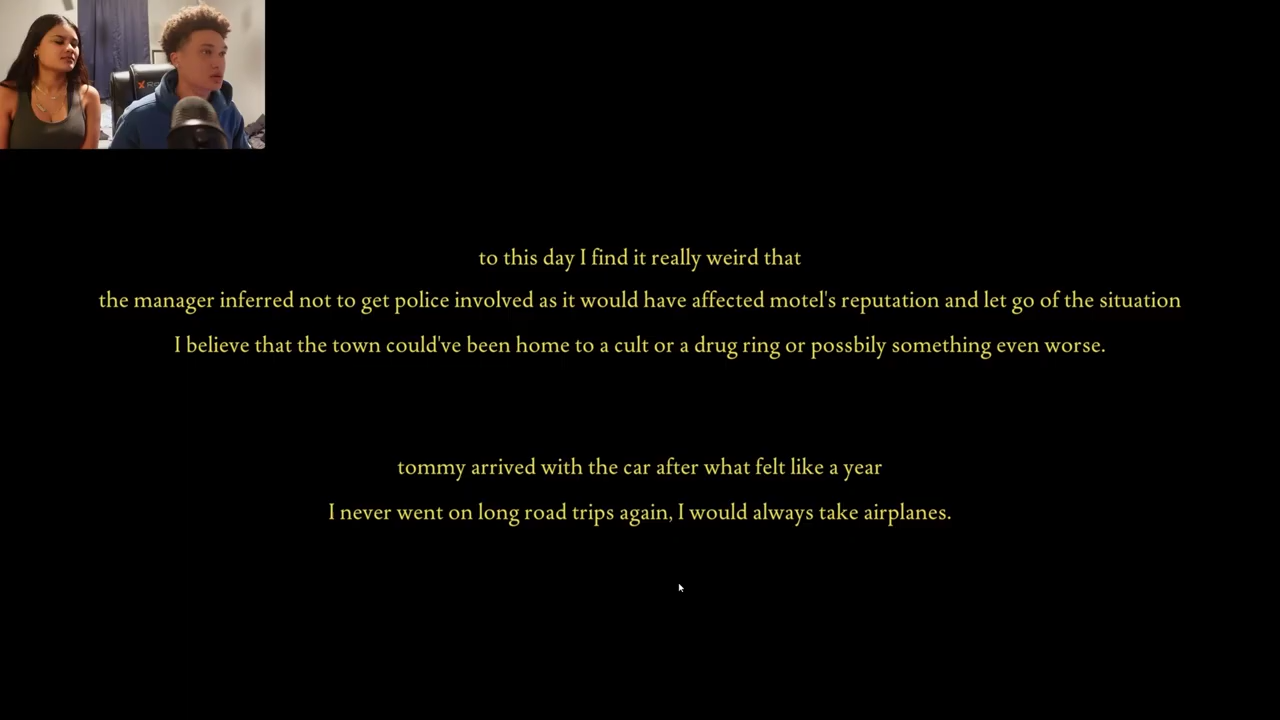 to this day I find it really weird that
the manager inferred not to get police involved as it would have affected motel's reputation and let go of the situation
I believe that the town could've been home to a cult or a drug ring or possbily something even worse.
tommy arrived with the car after what felt like a year
I never went on long road trips again, I would always take airplanes.